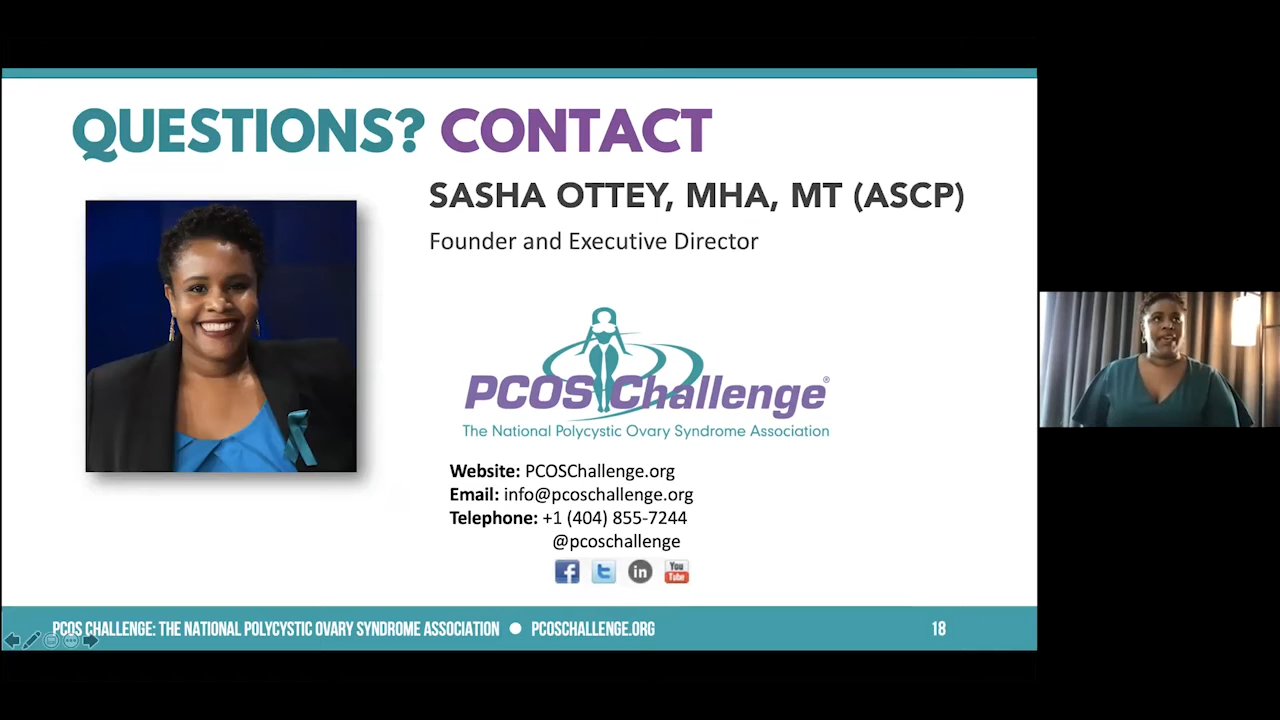 QUESTIONS? CONTACT
SASHA OTTEY, MHA, MT (ASCP)
Founder and Executive Director
PCOS Challenge®
The National Polycystic Ovary Syndrome Association
Website: PCOSChallenge.org
Email: info@pcoschallenge.org
Telephone: +1 (404) 855-7244
@pcoschallenge
f t in You Tube
PCOS CHALLENGE: THE NATIONAL POLYCYSTIC OVARY SYNDROME ASSOCIATION ● PCOSCHALLENGE.ORG 18